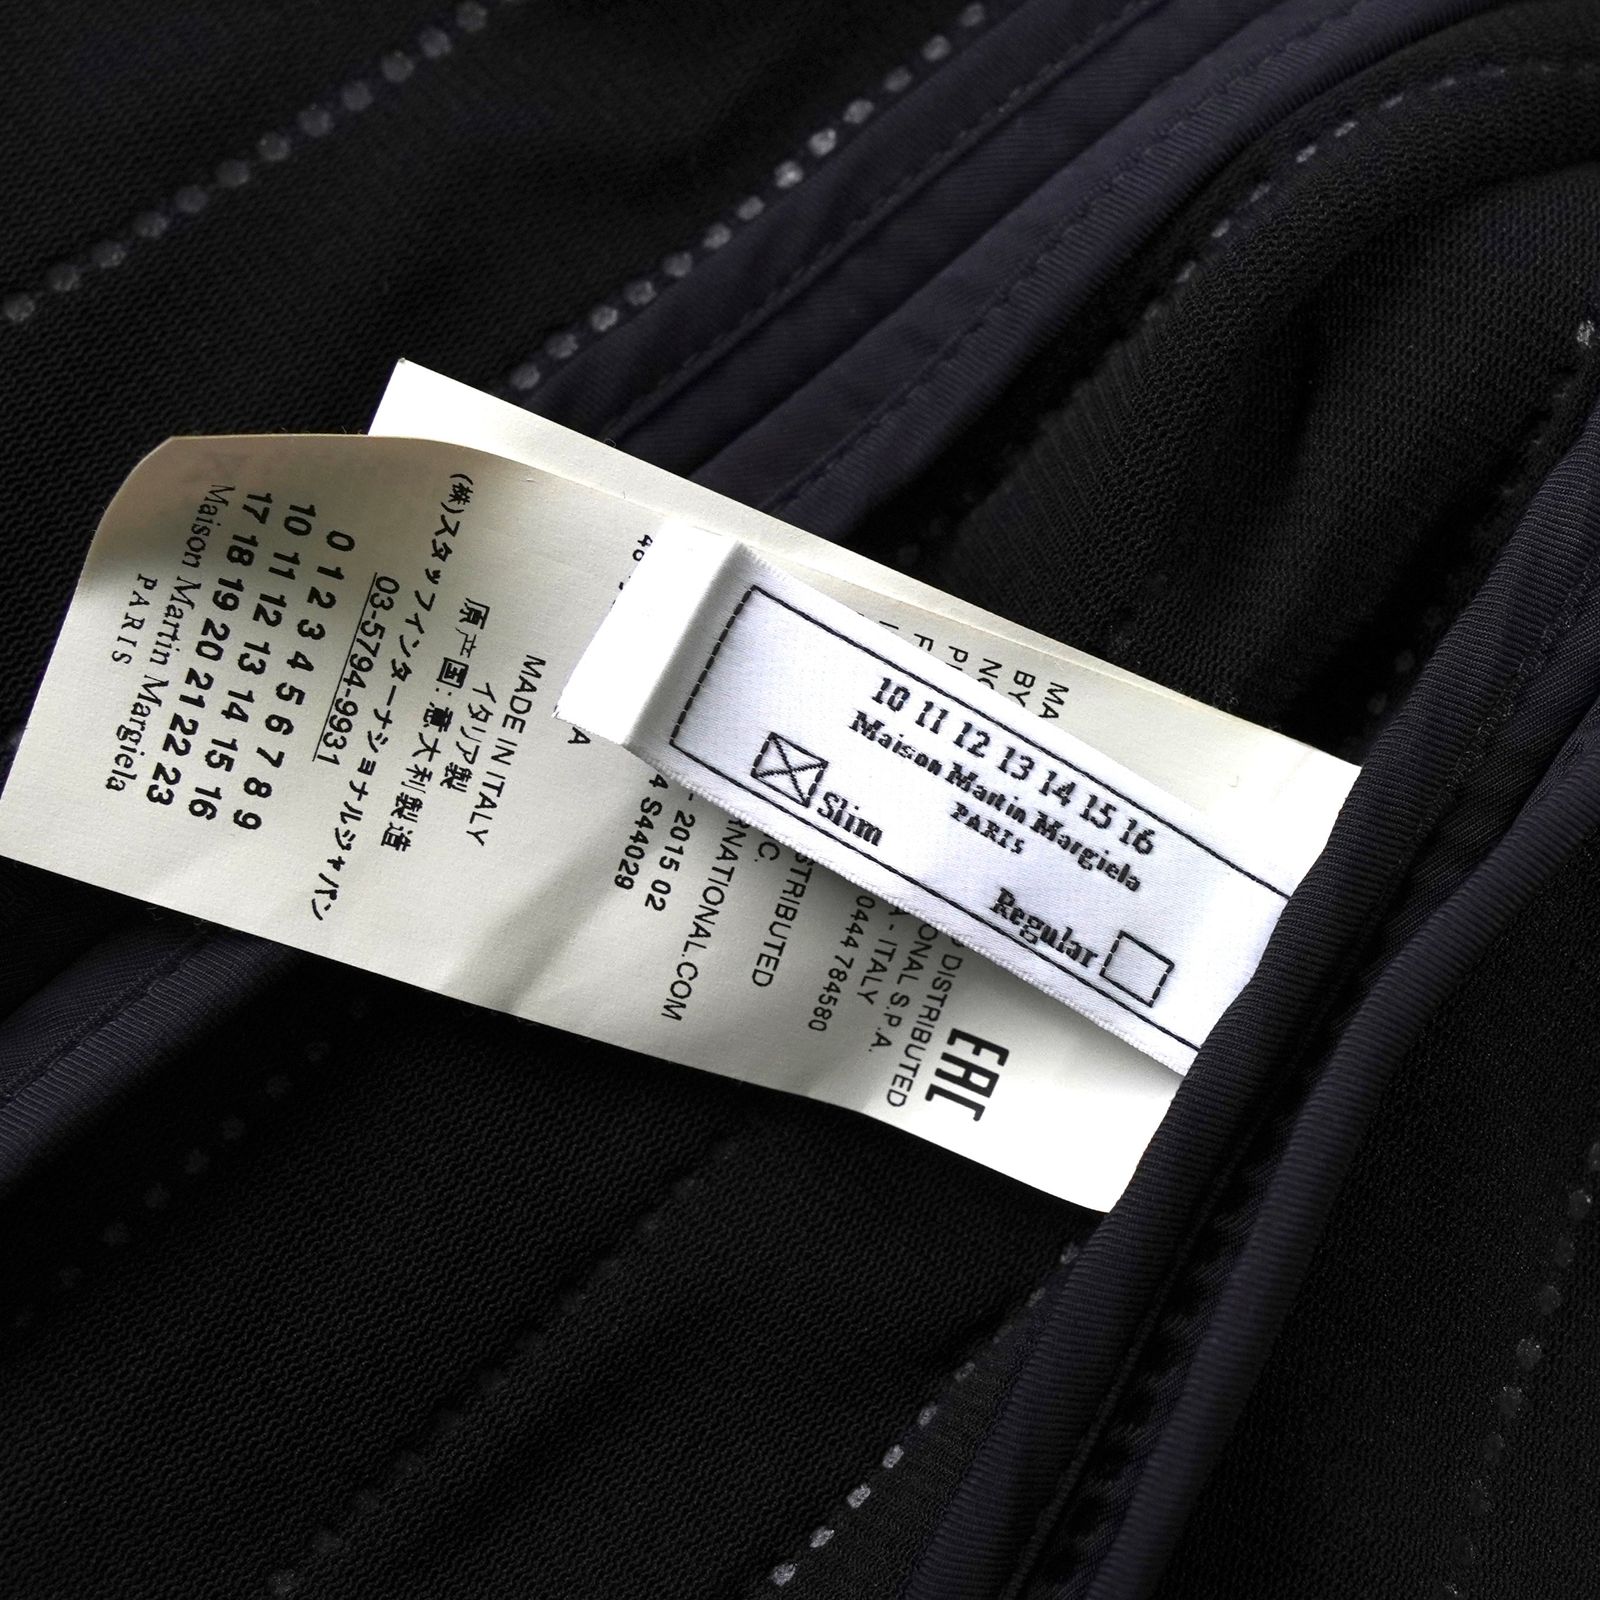 10 11 12 13 14 15 16
Maison Martin Margiela
PARIS
Slim
Regular
Maison Martin Margiela
PARIS
0 1 2 3 4 5 6 7 8 9
10 11 12 13 14 15 16
17 18 19 20 21 22 23
(株)スタッフインターナショナルジャパン
03-5794-9931
原产国: 意大利製造
イタリア製
MADE IN ITALY
S44029
2015 02
NATIONAL.COM
DISTRIBUTED
0444 784580
- ITALY
S.P.A.
DISTRIBUTED
BY
EAC